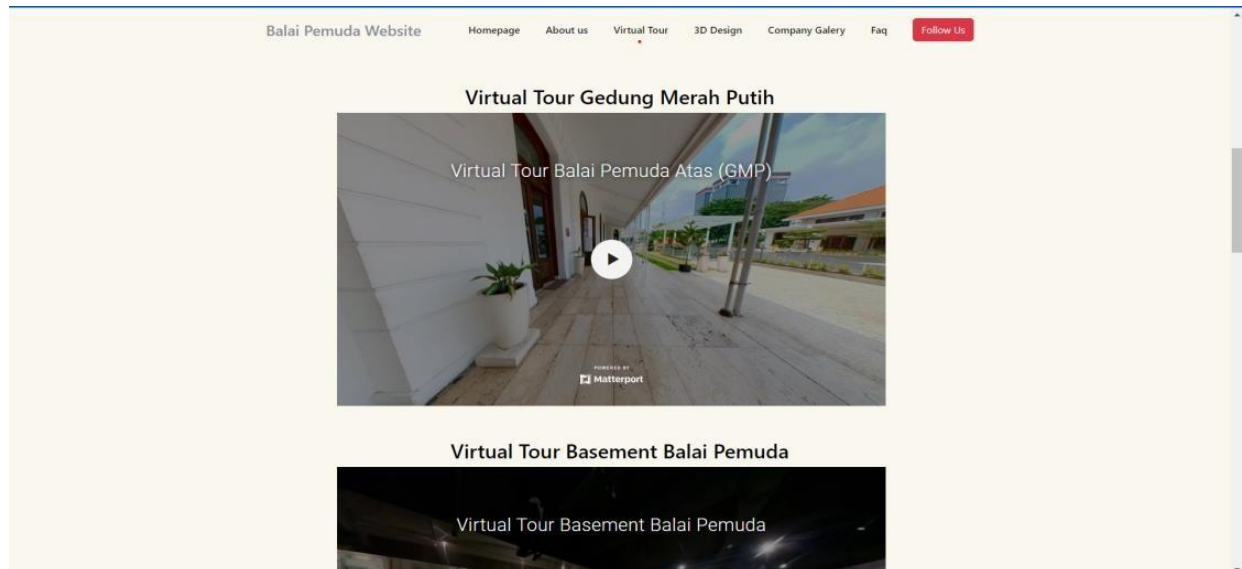 Balai Pemuda Website Homepage About us Virtual Tour 3D Design Company Galery Faq Follow Us
Virtual Tour Gedung Merah Putih
Virtual Tour Balai Pemuda Atas (GMP)
POWERED BY
Matterport
Virtual Tour Basement Balai Pemuda
Virtual Tour Basement Balai Pemuda